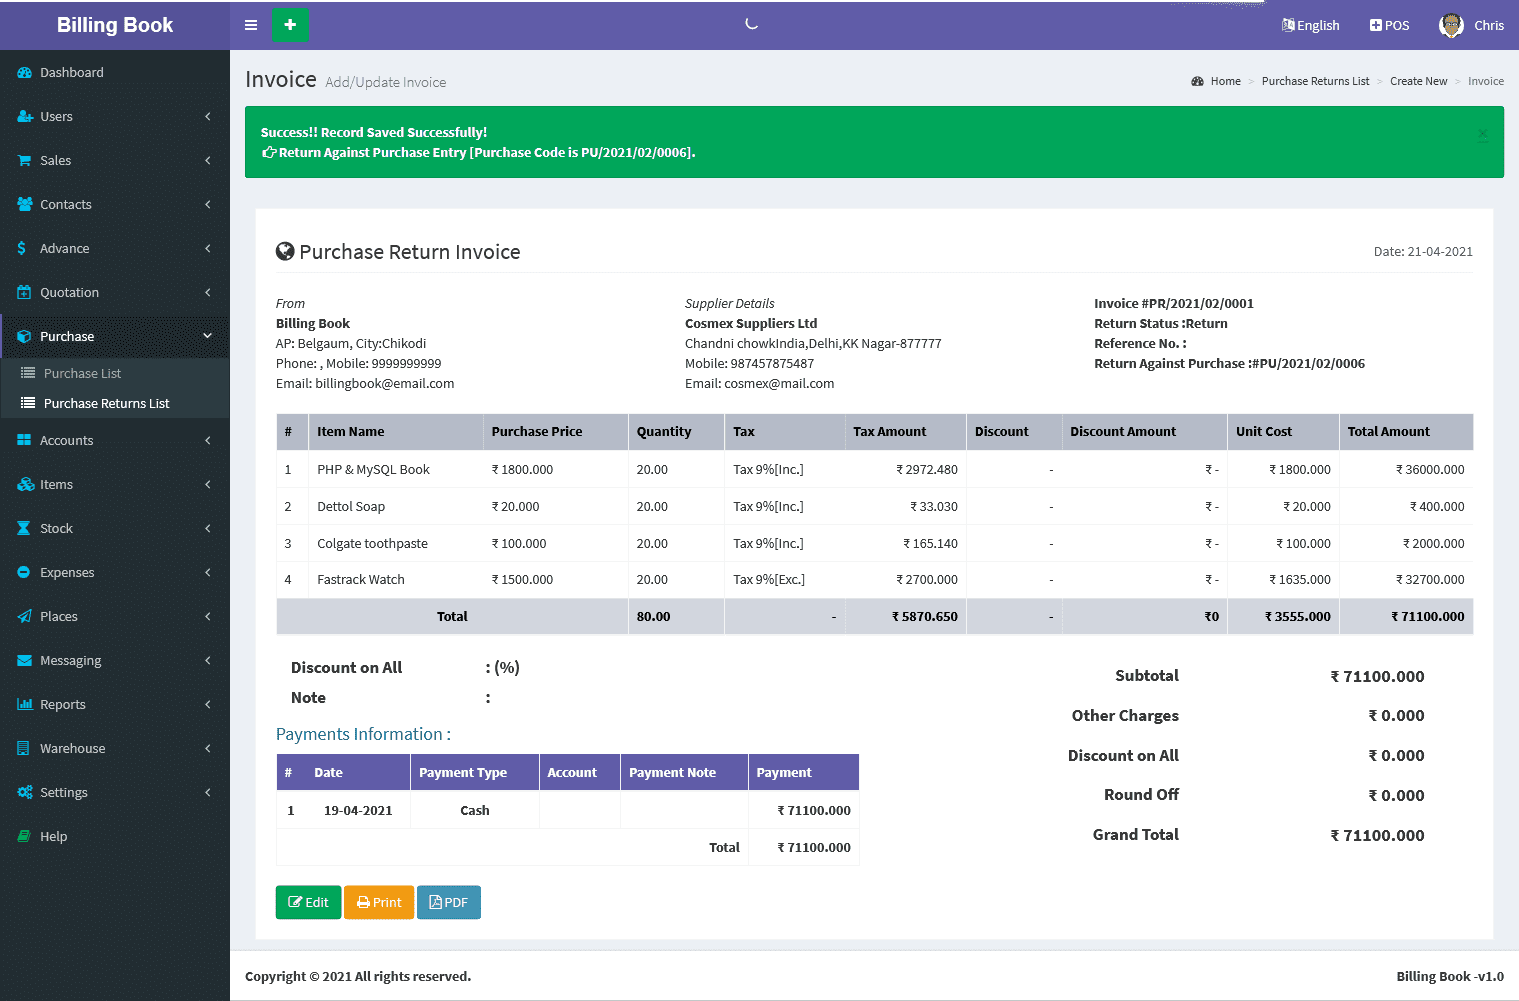 Billing Book
English
POS
Chris
Dashboard
Users
Sales
Contacts
Advance
Quotation
Purchase
Purchase List
Purchase Returns List
Accounts
Items
Stock
Expenses
Places
Messaging
Reports
Warehouse
Settings
Help
Invoice Add/Update Invoice
Home > Purchase Returns List > Create New > Invoice
Success!! Record Saved Successfully!
Return Against Purchase Entry [Purchase Code is PU/2021/02/0006].
×
Purchase Return Invoice
Date: 21-04-2021
From
Billing Book
AP: Belgaum, City:Chikodi
Phone: , Mobile: 9999999999
Email: billingbook@email.com
Supplier Details
Cosmex Suppliers Ltd
Chandni chowkIndia,Delhi,KK Nagar-877777
Mobile: 987457875487
Email: cosmex@mail.com
Invoice #PR/2021/02/0001
Return Status :Return
Reference No. :
Return Against Purchase :#PU/2021/02/0006
# Item Name Purchase Price Quantity Tax Tax Amount Discount Discount Amount Unit Cost Total Amount
1 PHP & MySQL Book ₹ 1800.000 20.00 Tax 9%[Inc.] ₹ 2972.480 - ₹ - ₹ 1800.000 ₹ 36000.000
2 Dettol Soap ₹ 20.000 20.00 Tax 9%[Inc.] ₹ 33.030 - ₹ - ₹ 20.000 ₹ 400.000
3 Colgate toothpaste ₹ 100.000 20.00 Tax 9%[Inc.] ₹ 165.140 - ₹ - ₹ 100.000 ₹ 2000.000
4 Fastrack Watch ₹ 1500.000 20.00 Tax 9%[Exc.] ₹ 2700.000 - ₹ - ₹ 1635.000 ₹ 32700.000
Total 80.00 - ₹ 5870.650 - ₹0 ₹ 3555.000 ₹ 71100.000
Discount on All : (%)
Note :
Payments Information :
# Date Payment Type Account Payment Note Payment
1 19-04-2021 Cash ₹ 71100.000
Total ₹ 71100.000
Subtotal ₹ 71100.000
Other Charges ₹ 0.000
Discount on All ₹ 0.000
Round Off ₹ 0.000
Grand Total ₹ 71100.000
Edit
Print
PDF
Copyright © 2021 All rights reserved.
Billing Book -v1.0